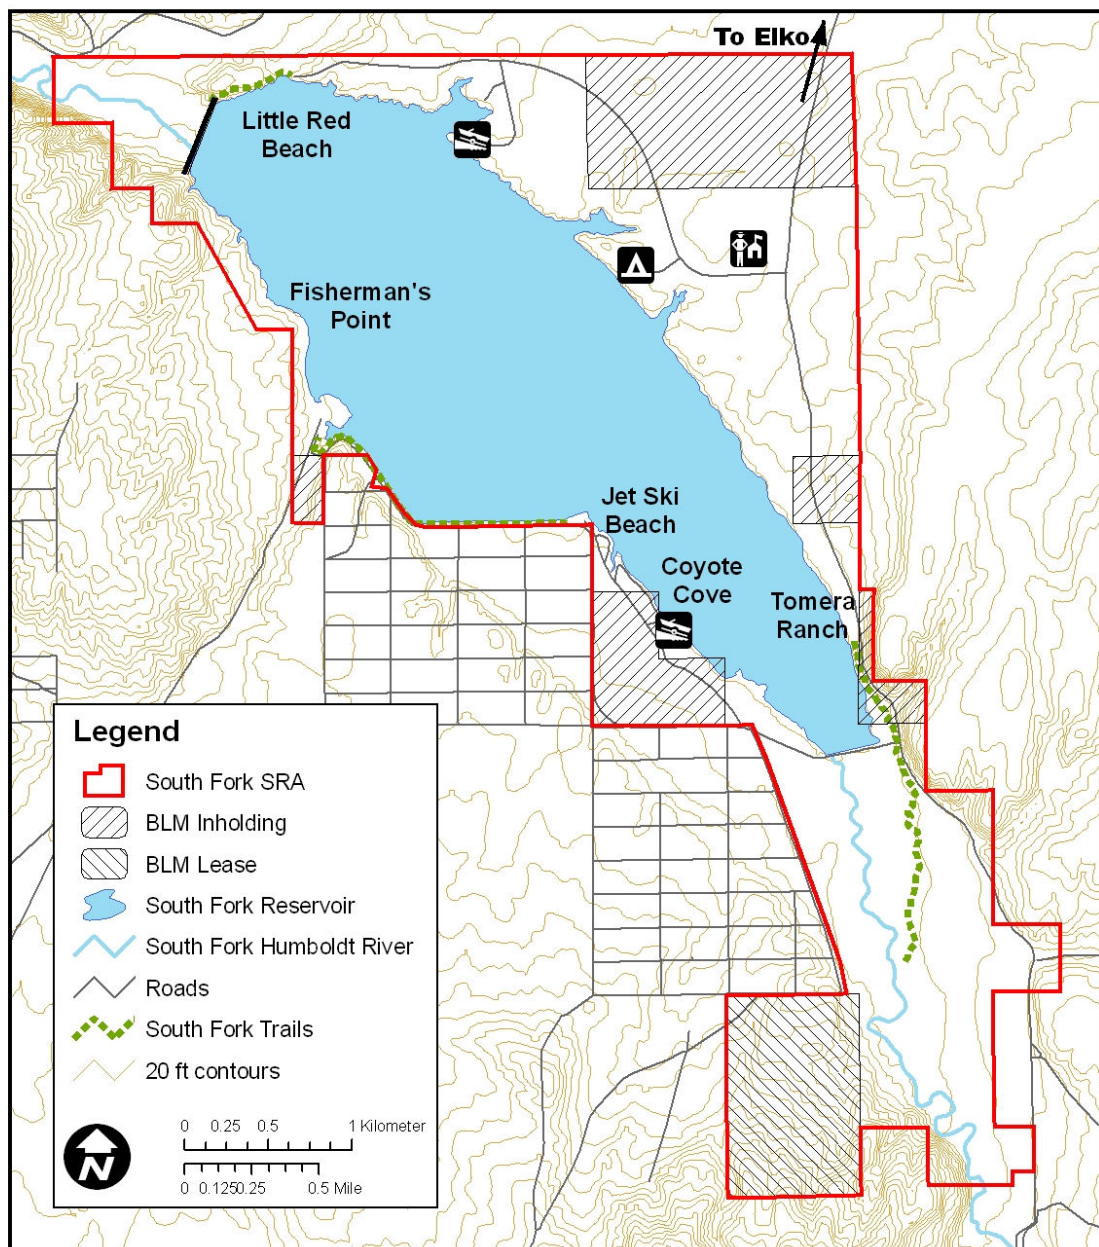 To Elko
Little Red
Beach
Fisherman's
Point
Jet Ski
Beach
Coyote
Cove
Tomera
Ranch
Legend
South Fork SRA
BLM Inholding
BLM Lease
South Fork Reservoir
South Fork Humboldt River
Roads
South Fork Trails
20 ft contours
N
0 0.25 0.5 1 Kilometer
0 0.125 0.25 0.5 Mile